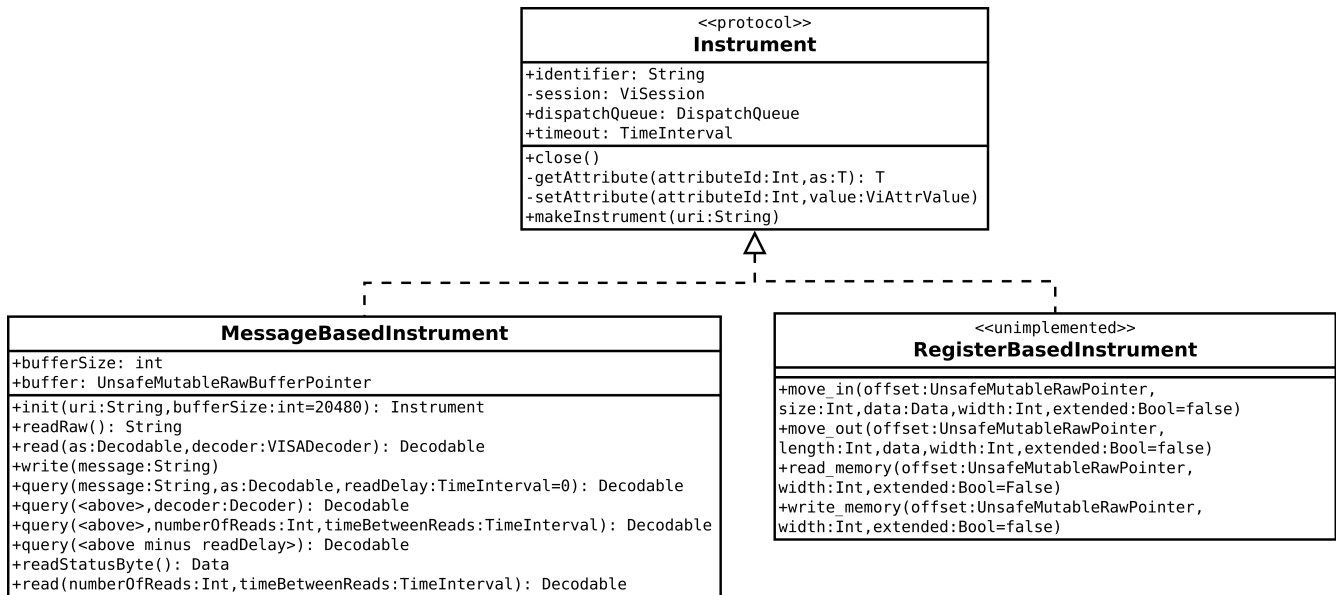 <<protocol>>
Instrument
+identifier: String
-session: ViSession
+dispatchQueue: DispatchQueue
+timeout: TimeInterval
+close()
-getAttribute(attributeId:Int,as:T): T
-setAttribute(attributeId:Int,value:ViAttrValue)
+makeInstrument(uri:String)
MessageBasedInstrument
+bufferSize: int
+buffer: UnsafeMutableRawBufferPointer
+init(uri:String,bufferSize:int=20480): Instrument
+readRaw(): String
+read(as:Decodable,decoder:VISADecoder): Decodable
+write(message:String)
+query(message:String,as:Decodable,readDelay:TimeInterval=0): Decodable
+query(<above>,decoder:Decoder): Decodable
+query(<above>,numberOfReads:Int,timeBetweenReads:TimeInterval): Decodable
+query(<above minus readDelay>): Decodable
+readStatusByte(): Data
+read(numberOfReads:Int,timeBetweenReads:TimeInterval): Decodable
<<unimplemented>>
RegisterBasedInstrument
+move_in(offset:UnsafeMutableRawPointer,
size:Int,data:Data,width:Int,extended:Bool=false)
+move_out(offset:UnsafeMutableRawPointer,
length:Int,data,width:Int,extended:Bool=false)
+read_memory(offset:UnsafeMutableRawPointer,
width:Int,extended:Bool=False)
+write_memory(offset:UnsafeMutableRawPointer,
width:Int,extended:Bool=false)